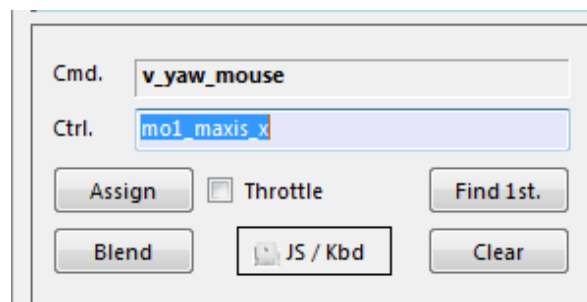 Cmd. v_yaw_mouse
Ctrl. mo1_maxis_x
Assign Throttle Find 1st.
Blend JS / Kbd Clear